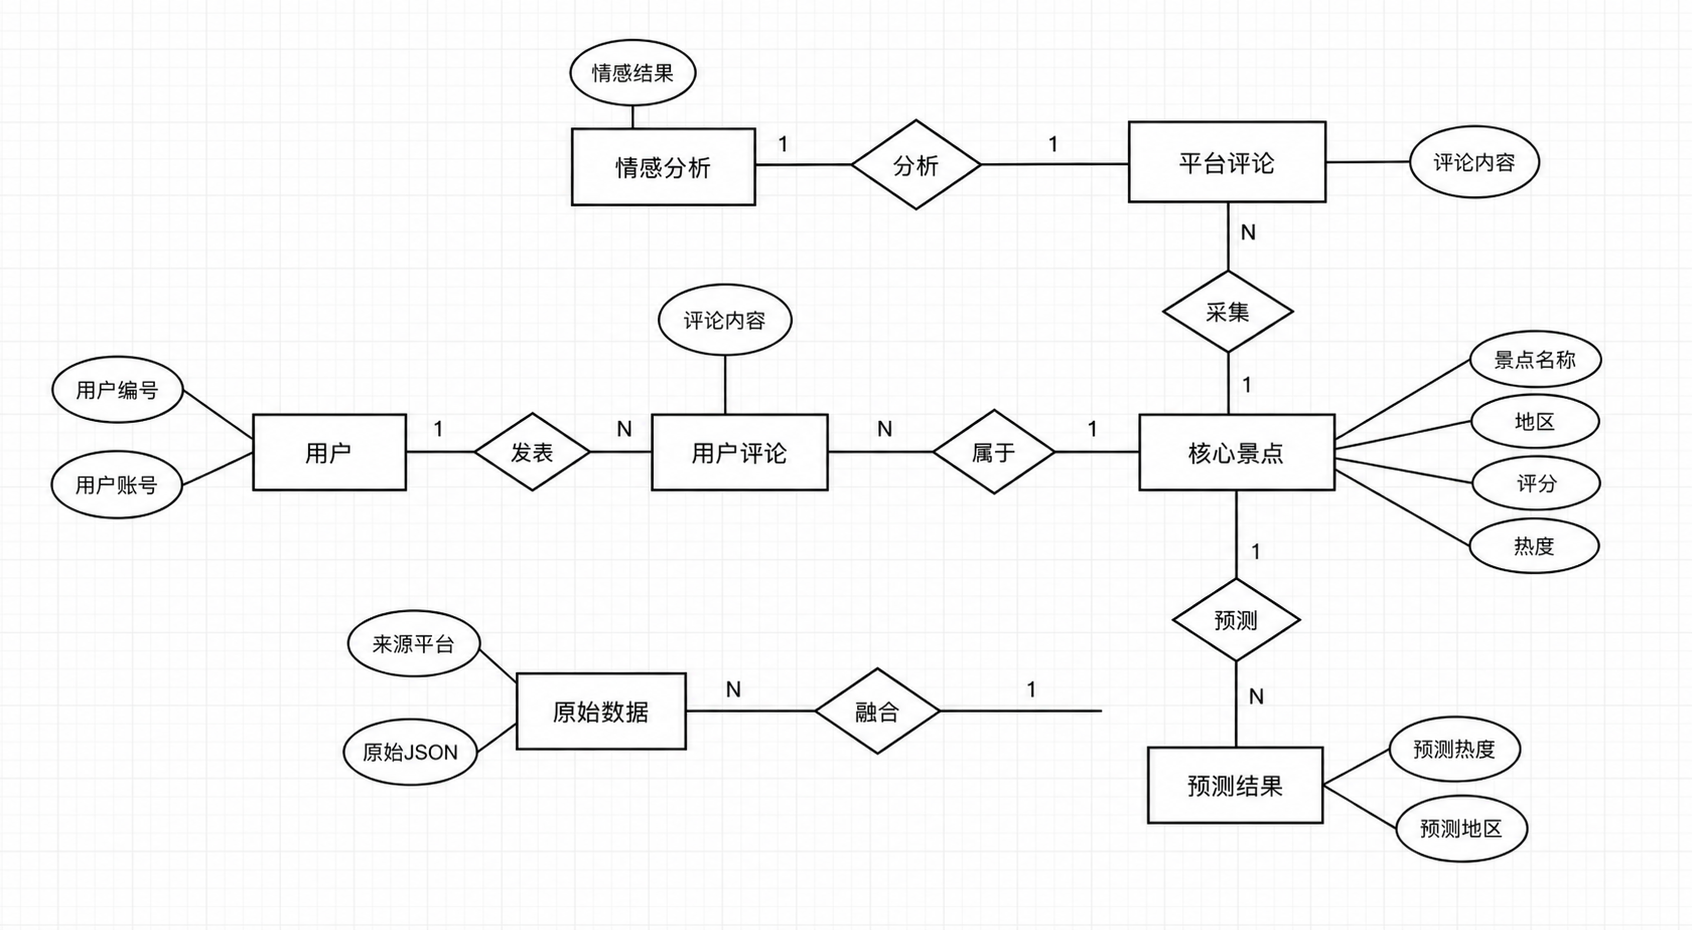 情感结果
情感分析
1
分析
1
平台评论
评论内容
N
采集
1
评论内容
用户编号
用户账号
用户
1
发表
N
用户评论
N
属于
1
核心景点
景点名称
地区
评分
热度
1
预测
N
来源平台
原始JSON
原始数据
N
融合
1
预测结果
预测热度
预测地区